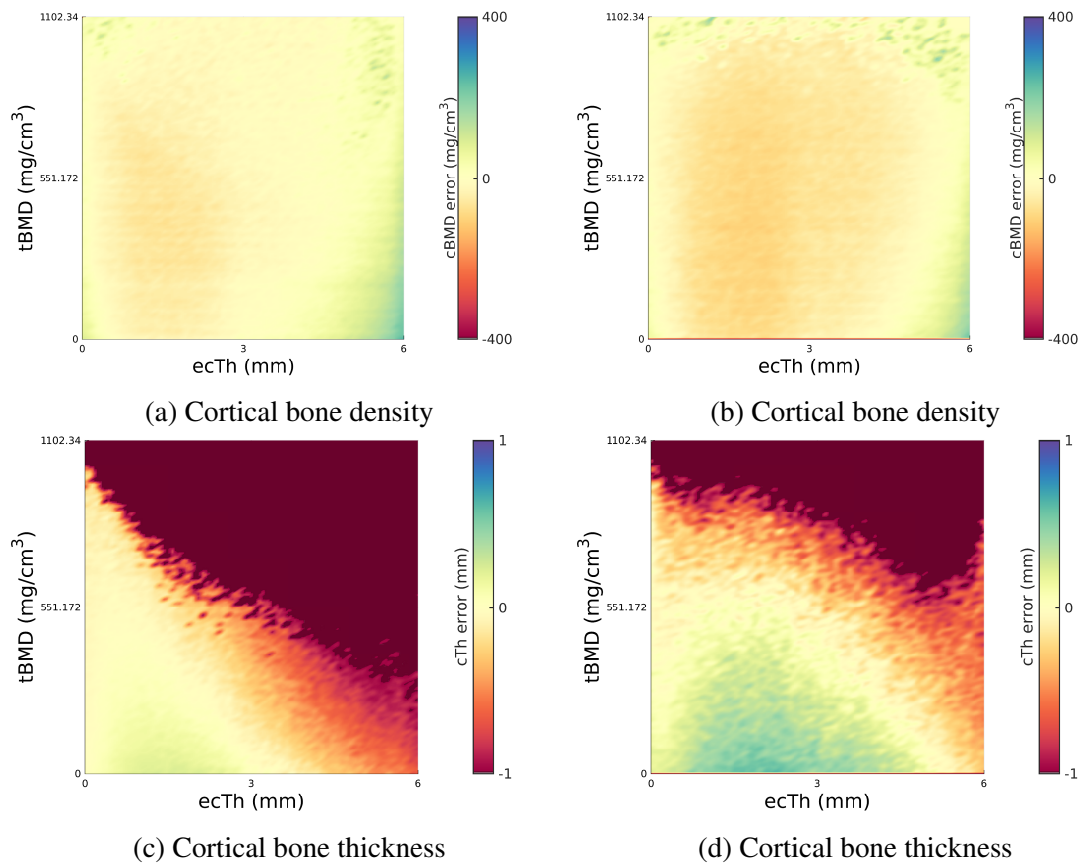 1102.34
551.172
0
0
3
6
ecTh (mm)
tBMD (mg/cm³)
400
0
-400
cBMD error (mg/cm³)
(a) Cortical bone density
1102.34
551.172
0
0
3
6
ecTh (mm)
tBMD (mg/cm³)
400
0
-400
cBMD error (mg/cm³)
(b) Cortical bone density
1102.34
551.172
0
0
3
6
ecTh (mm)
tBMD (mg/cm³)
1
0
-1
cTh error (mm)
(c) Cortical bone thickness
1102.34
551.172
0
0
3
6
ecTh (mm)
tBMD (mg/cm³)
1
0
-1
cTh error (mm)
(d) Cortical bone thickness